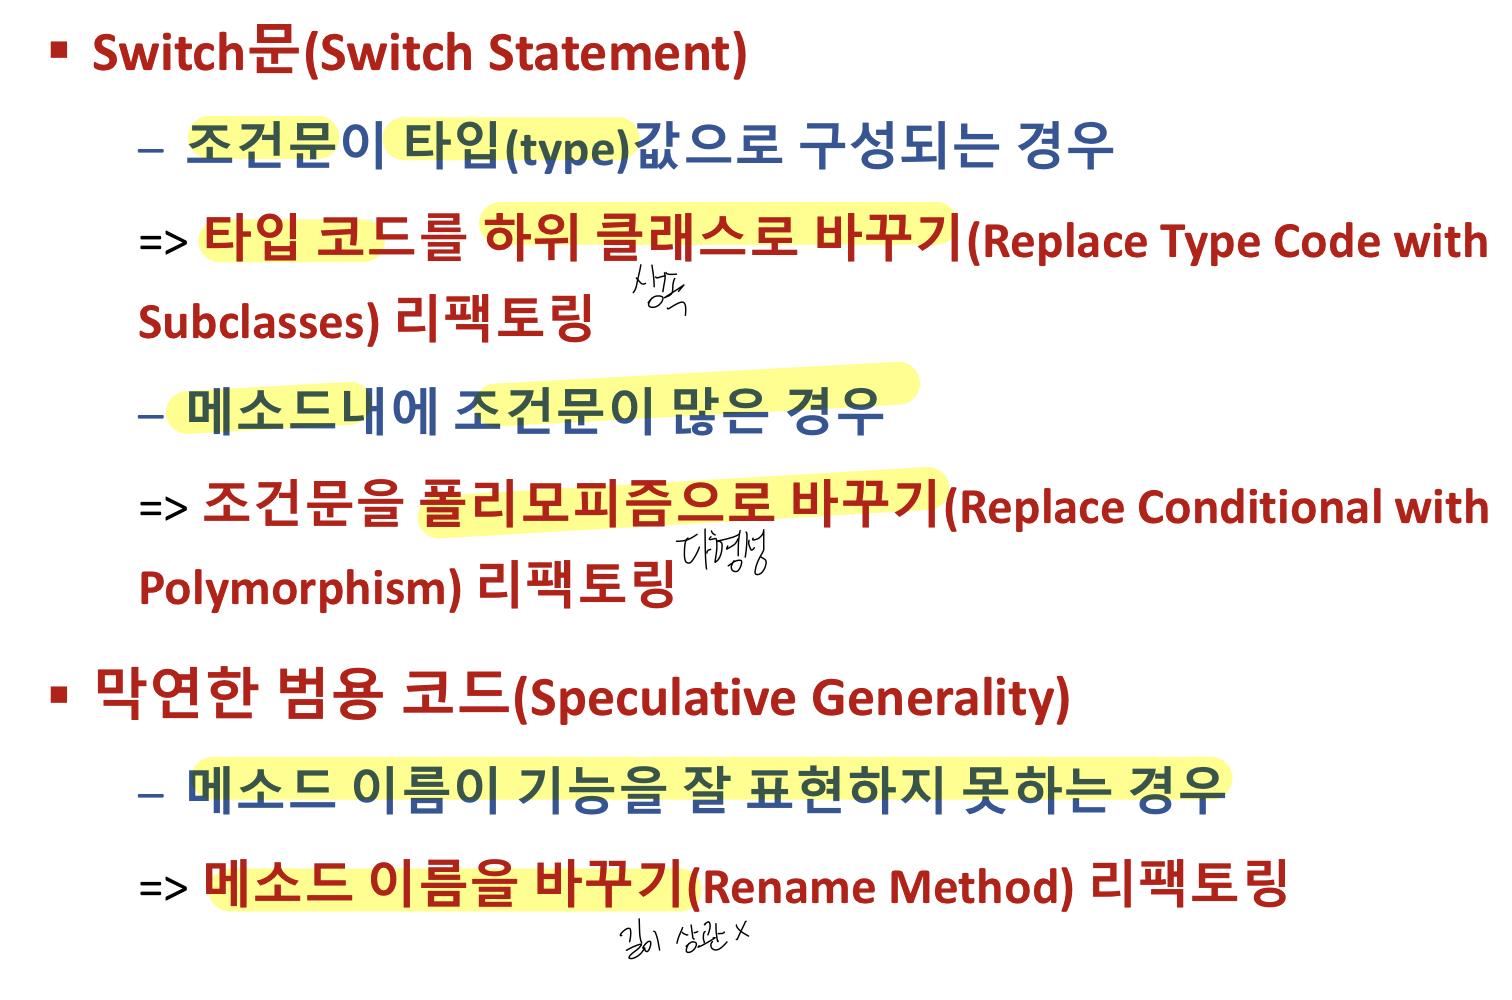 ▪ Switch문(Switch Statement)
– 조건문이 타입(type)값으로 구성되는 경우
=> 타입 코드를 하위 클래스로 바꾸기(Replace Type Code with
상속
Subclasses) 리팩토링
– 메소드내에 조건문이 많은 경우
=> 조건문을 폴리모피즘으로 바꾸기(Replace Conditional with
다형성
Polymorphism) 리팩토링
▪ 막연한 범용 코드(Speculative Generality)
– 메소드 이름이 기능을 잘 표현하지 못하는 경우
=> 메소드 이름을 바꾸기(Rename Method) 리팩토링
길이 상관 X